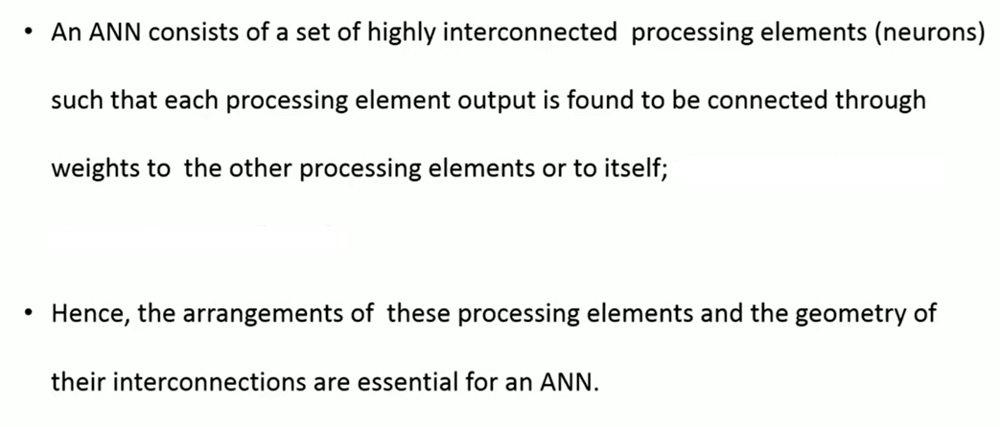 • An ANN consists of a set of highly interconnected processing elements (neurons)
such that each processing element output is found to be connected through
weights to the other processing elements or to itself;
• Hence, the arrangements of these processing elements and the geometry of
their interconnections are essential for an ANN.